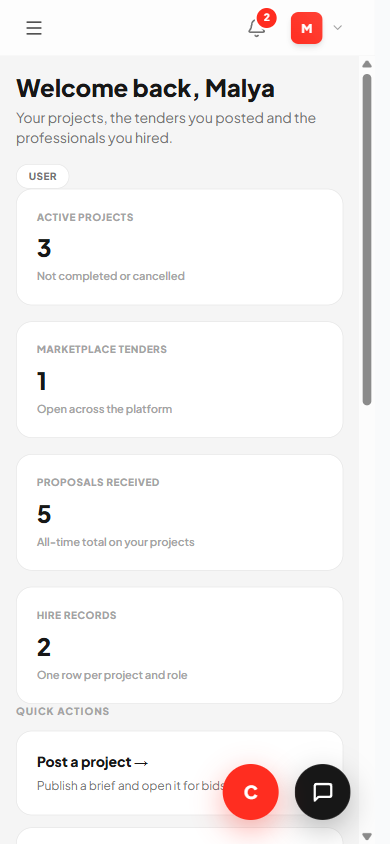 2
M
Welcome back, Malya
Your projects, the tenders you posted and the
professionals you hired.
USER
ACTIVE PROJECTS
3
Not completed or cancelled
MARKETPLACE TENDERS
1
Open across the platform
PROPOSALS RECEIVED
5
All-time total on your projects
HIRE RECORDS
2
One row per project and role
QUICK ACTIONS
Post a project →
Publish a brief and open it for bids
C